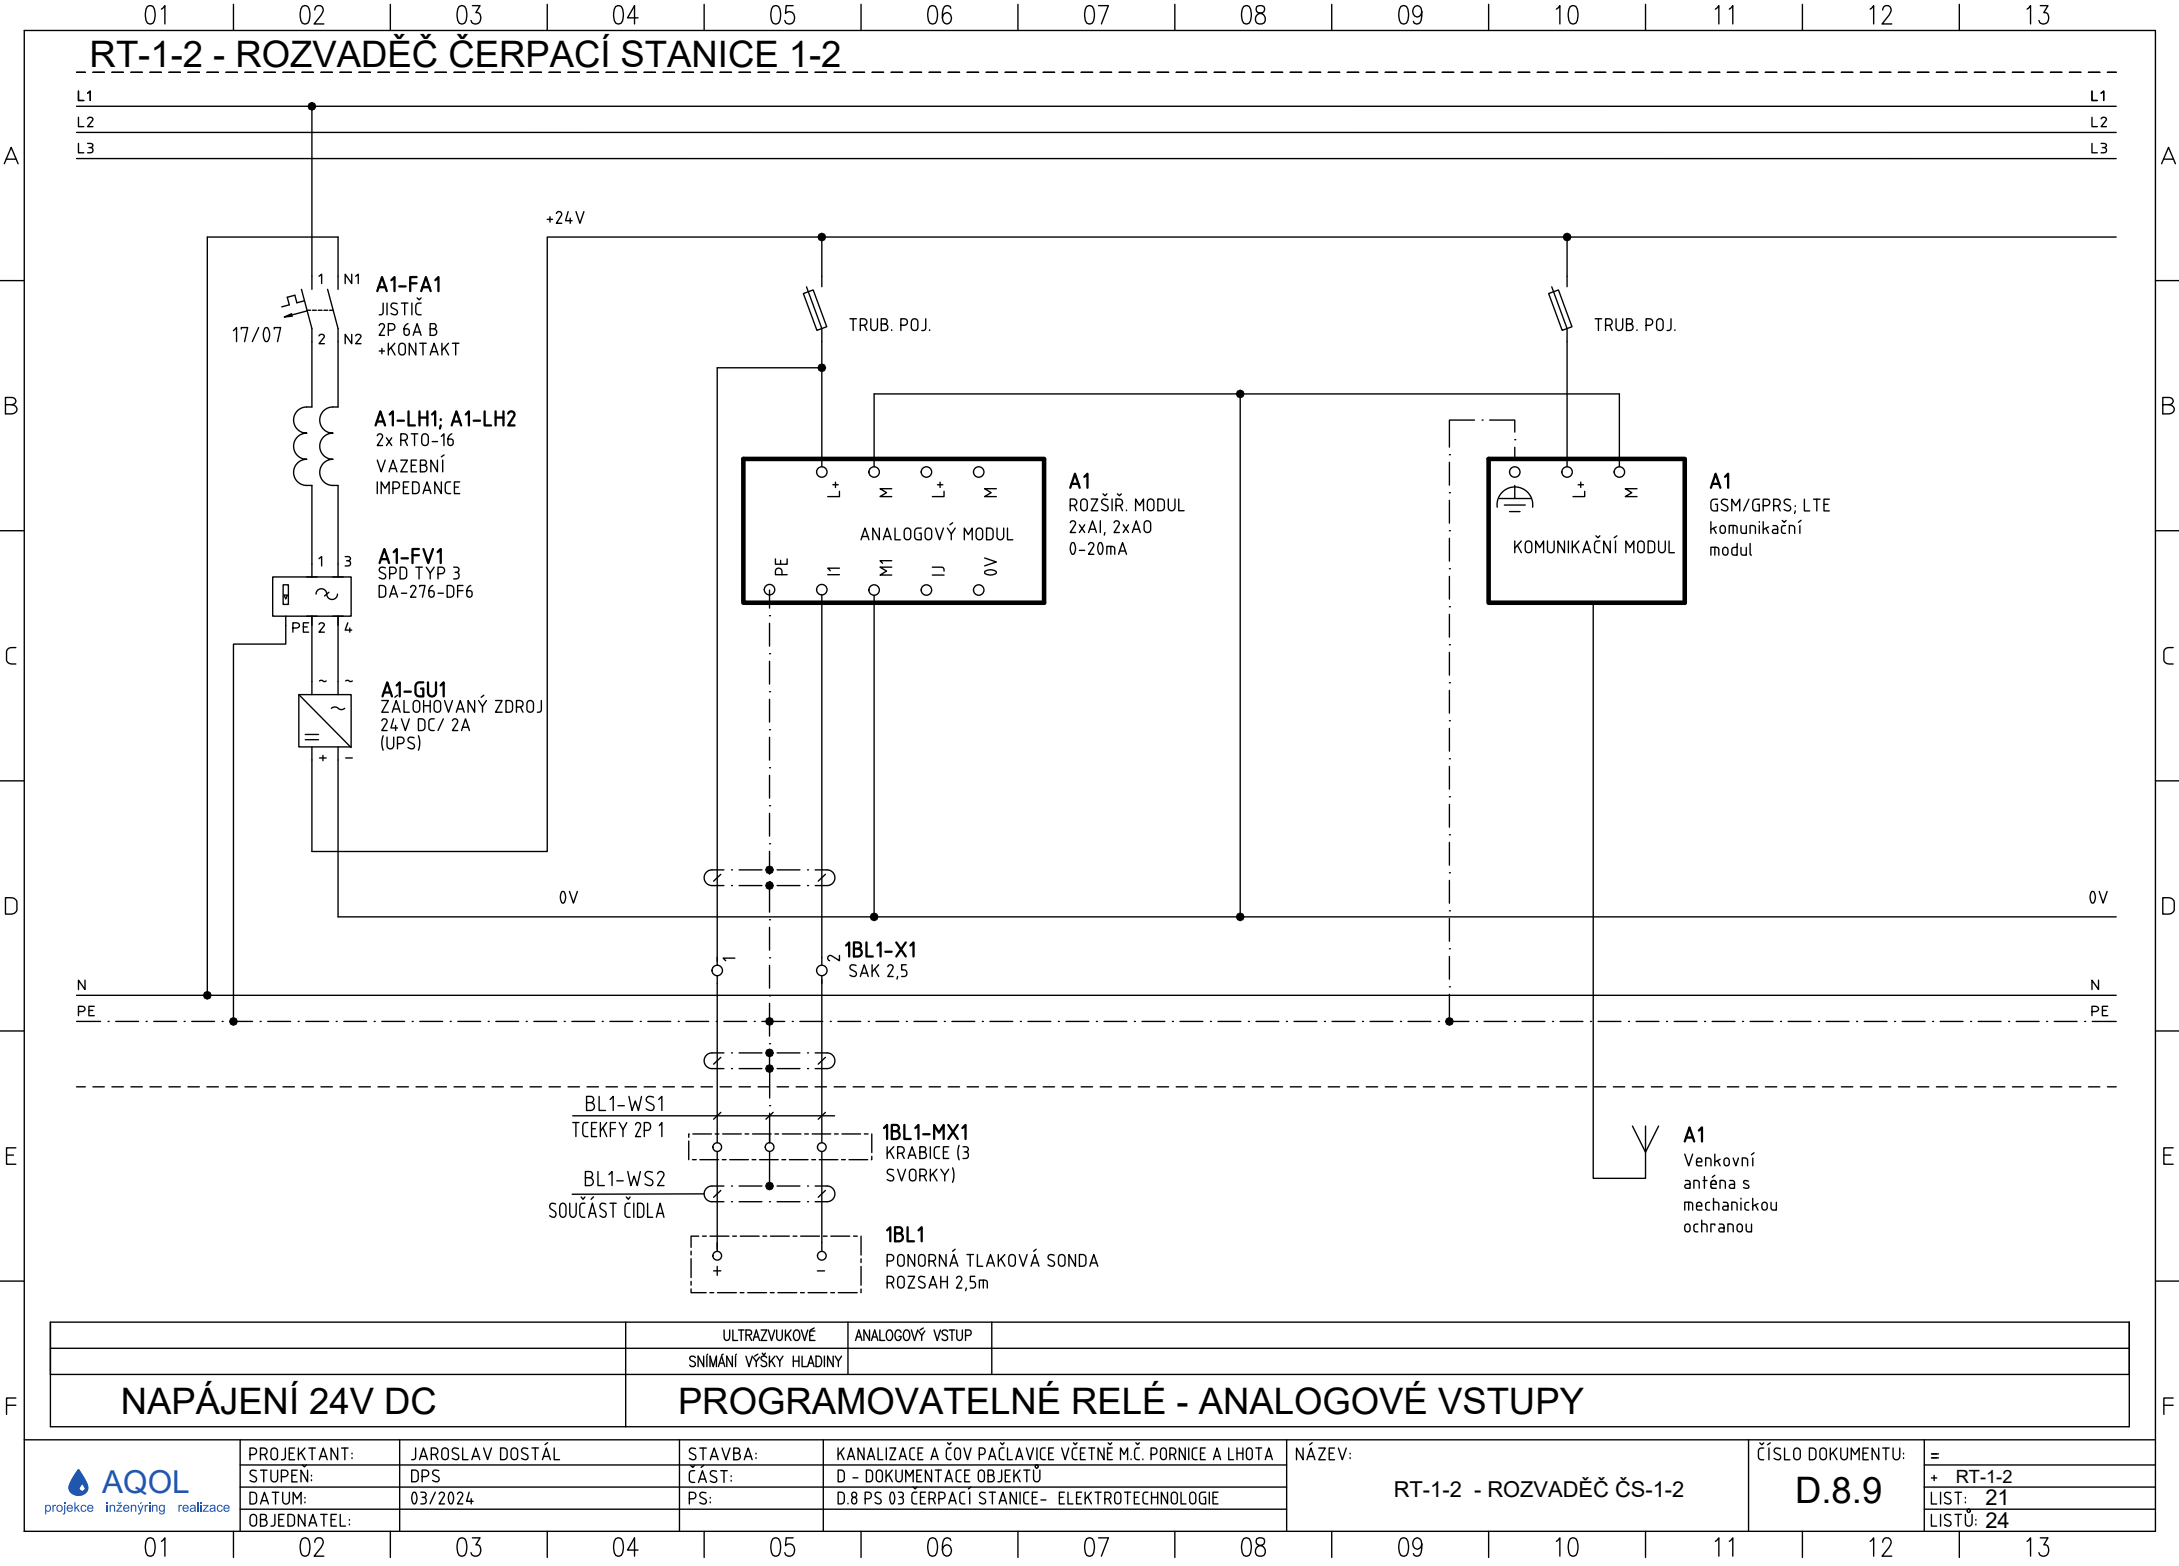 01 02 03 04 05 06 07 08 09 10 11 12 13
RT-1-2 - ROZVADĚČ ČERPACÍ STANICE 1-2
L1 L1
L2 L2
L3 L3
A A
+24V
1 N1
A1-FA1
JISTIČ
2P 6A B
+KONTAKT
17/07
2 N2
TRUB. POJ.
TRUB. POJ.
B B
A1-LH1; A1-LH2
2x RTO-16
VAZEBNÍ
IMPEDANCE
L+ M L+ M
ANALOGOVÝ MODUL
PE I1 M1 IJ 0V
A1
ROZŠIŘ. MODUL
2xAI, 2xAO
0-20mA
L+ M
KOMUNIKAČNÍ MODUL
A1
GSM/GPRS; LTE
komunikační
modul
1 3
A1-FV1
SPD TYP 3
DA-276-DF6
PE 2 4
C C
~ ~
A1-GU1
ZÁLOHOVANÝ ZDROJ
24V DC/ 2A
(UPS)
~
=
+ -
D D
0V 0V
1 2
1BL1-X1
SAK 2,5
N N
PE PE
BL1-WS1
TCEKFY 2P 1
1BL1-MX1
KRABICE (3
SVORKY)
BL1-WS2
SOUČÁST ČIDLA
E E
A1
Venkovní
anténa s
mechanickou
ochranou
1BL1
PONORNÁ TLAKOVÁ SONDA
ROZSAH 2,5m
+ -
ULTRAZVUKOVÉ ANALOGOVÝ VSTUP
SNÍMÁNÍ VÝŠKY HLADINY
NAPÁJENÍ 24V DC PROGRAMOVATELNÉ RELÉ - ANALOGOVÉ VSTUPY
F F
AQOL
projekce inženýring realizace
PROJEKTANT: JAROSLAV DOSTÁL
STUPEŇ: DPS
DATUM: 03/2024
OBJEDNATEL:
STAVBA: KANALIZACE A ČOV PAČLAVICE VČETNĚ M.Č. PORNICE A LHOTA
ČÁST: D - DOKUMENTACE OBJEKTŮ
PS: D.8 PS 03 ČERPACÍ STANICE- ELEKTROTECHNOLOGIE
NÁZEV:
RT-1-2 - ROZVADĚČ ČS-1-2
ČÍSLO DOKUMENTU:
D.8.9
=
+ RT-1-2
LIST: 21
LISTŮ: 24
01 02 03 04 05 06 07 08 09 10 11 12 13